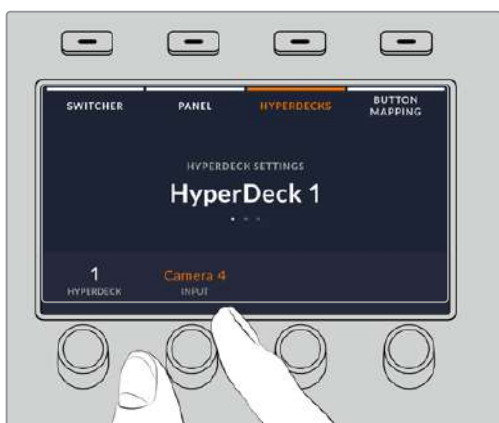 SWITCHER PANEL HYPERDECKS BUTTON MAPPING
HYPERDECK SETTINGS
HyperDeck 1
1 Camera 4
HYPERDECK INPUT